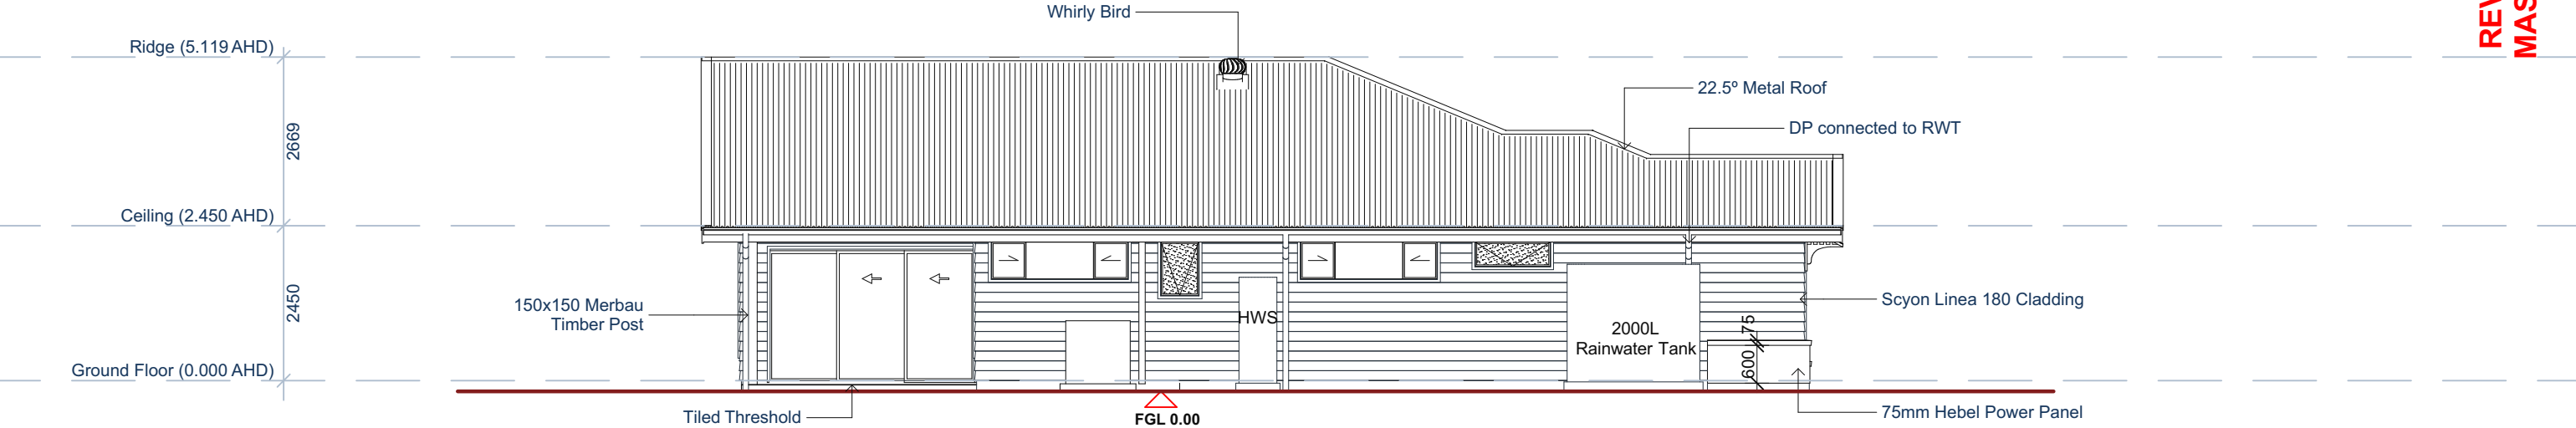 Whirly Bird
REV
MAS
Ridge (5.119 AHD)
22.5º Metal Roof
DP connected to RWT
2669
Ceiling (2.450 AHD)
2450
150x150 Merbau
Timber Post
Scyon Linea 180 Cladding
HWS
2000L
Rainwater Tank
75
600
Ground Floor (0.000 AHD)
Tiled Threshold
FGL 0.00
75mm Hebel Power Panel